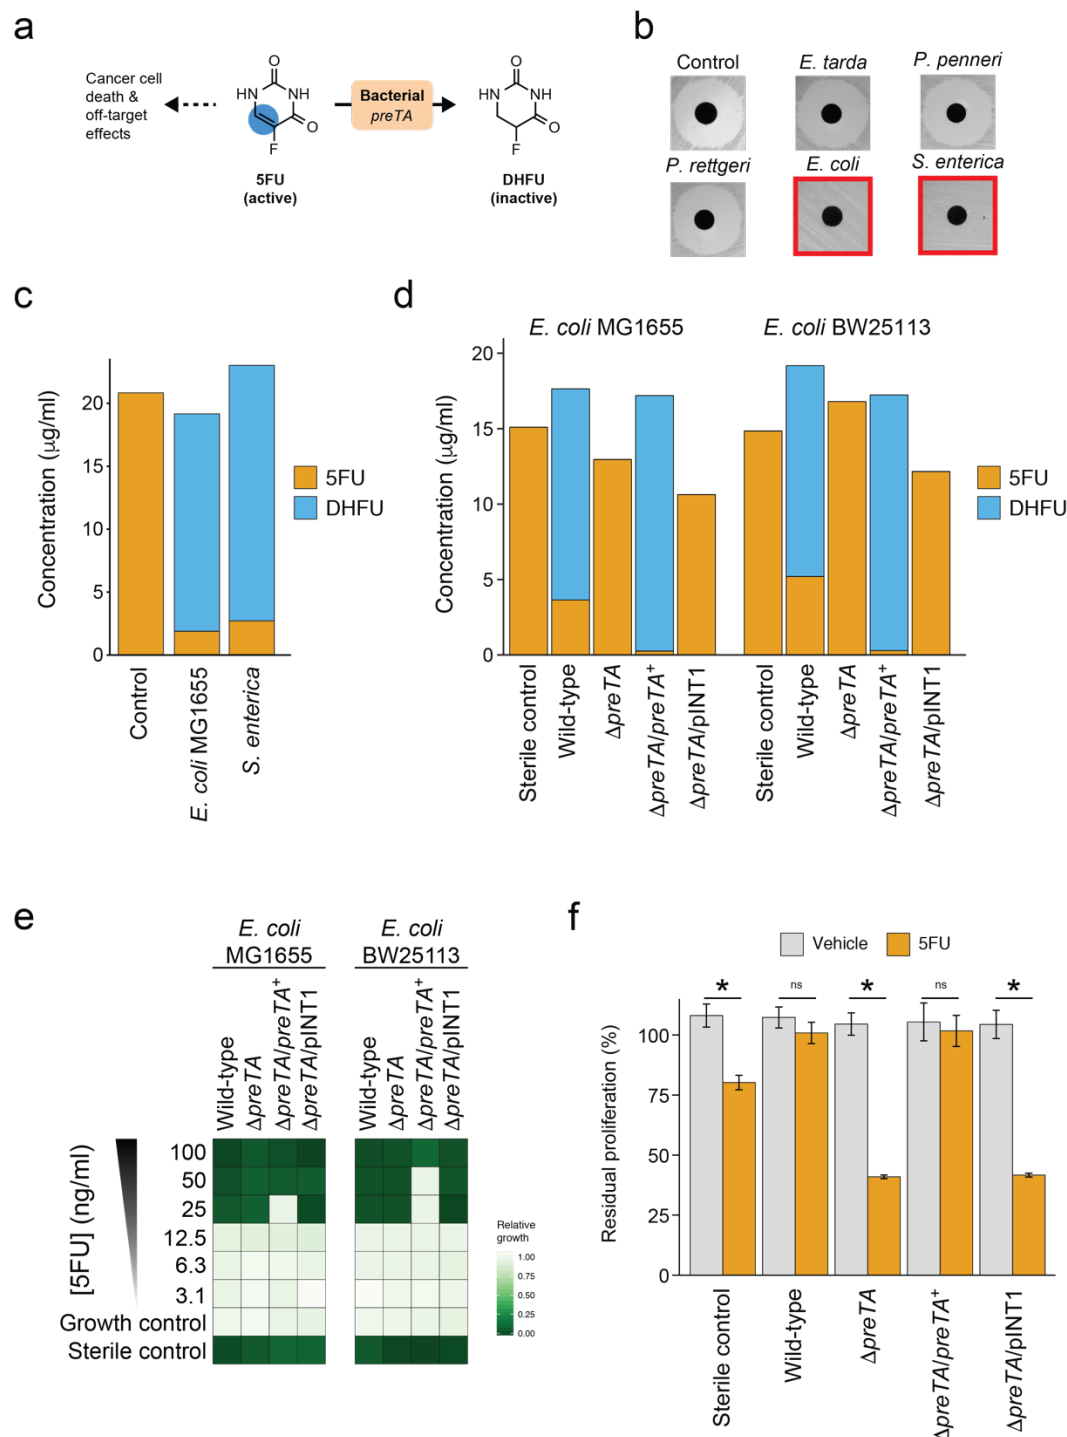 a
Cancer cell
death &
off-target
effects
O
HN
NH
O
F
5FU
(active)
Bacterial
preTA
O
HN
NH
O
F
DHFU
(inactive)
b
Control
E. tarda
P. penneri
P. rettgeri
E. coli
S. enterica
c
Concentration (µg/ml)
20
15
10
5
0
Control
E. coli MG1655
S. enterica
5FU
DHFU
d
E. coli MG1655
E. coli BW25113
Concentration (µg/ml)
20
15
10
5
0
Sterile control
Wild-type
ΔpreTA
ΔpreTA/preTA⁺
ΔpreTA/pINT1
Sterile control
Wild-type
ΔpreTA
ΔpreTA/preTA⁺
ΔpreTA/pINT1
5FU
DHFU
e
E. coli
MG1655
E. coli
BW25113
Wild-type
ΔpreTA
ΔpreTA/preTA⁺
ΔpreTA/pINT1
Wild-type
ΔpreTA
ΔpreTA/preTA⁺
ΔpreTA/pINT1
[5FU] (ng/ml)
100
50
25
12.5
6.3
3.1
Growth control
Sterile control
Relative
growth
1.00
0.75
0.50
0.25
0.00
f
Vehicle
5FU
Residual proliferation (%)
100
75
50
25
0
*
ns
*
ns
*
Sterile control
Wild-type
ΔpreTA
ΔpreTA/preTA⁺
ΔpreTA/pINT1